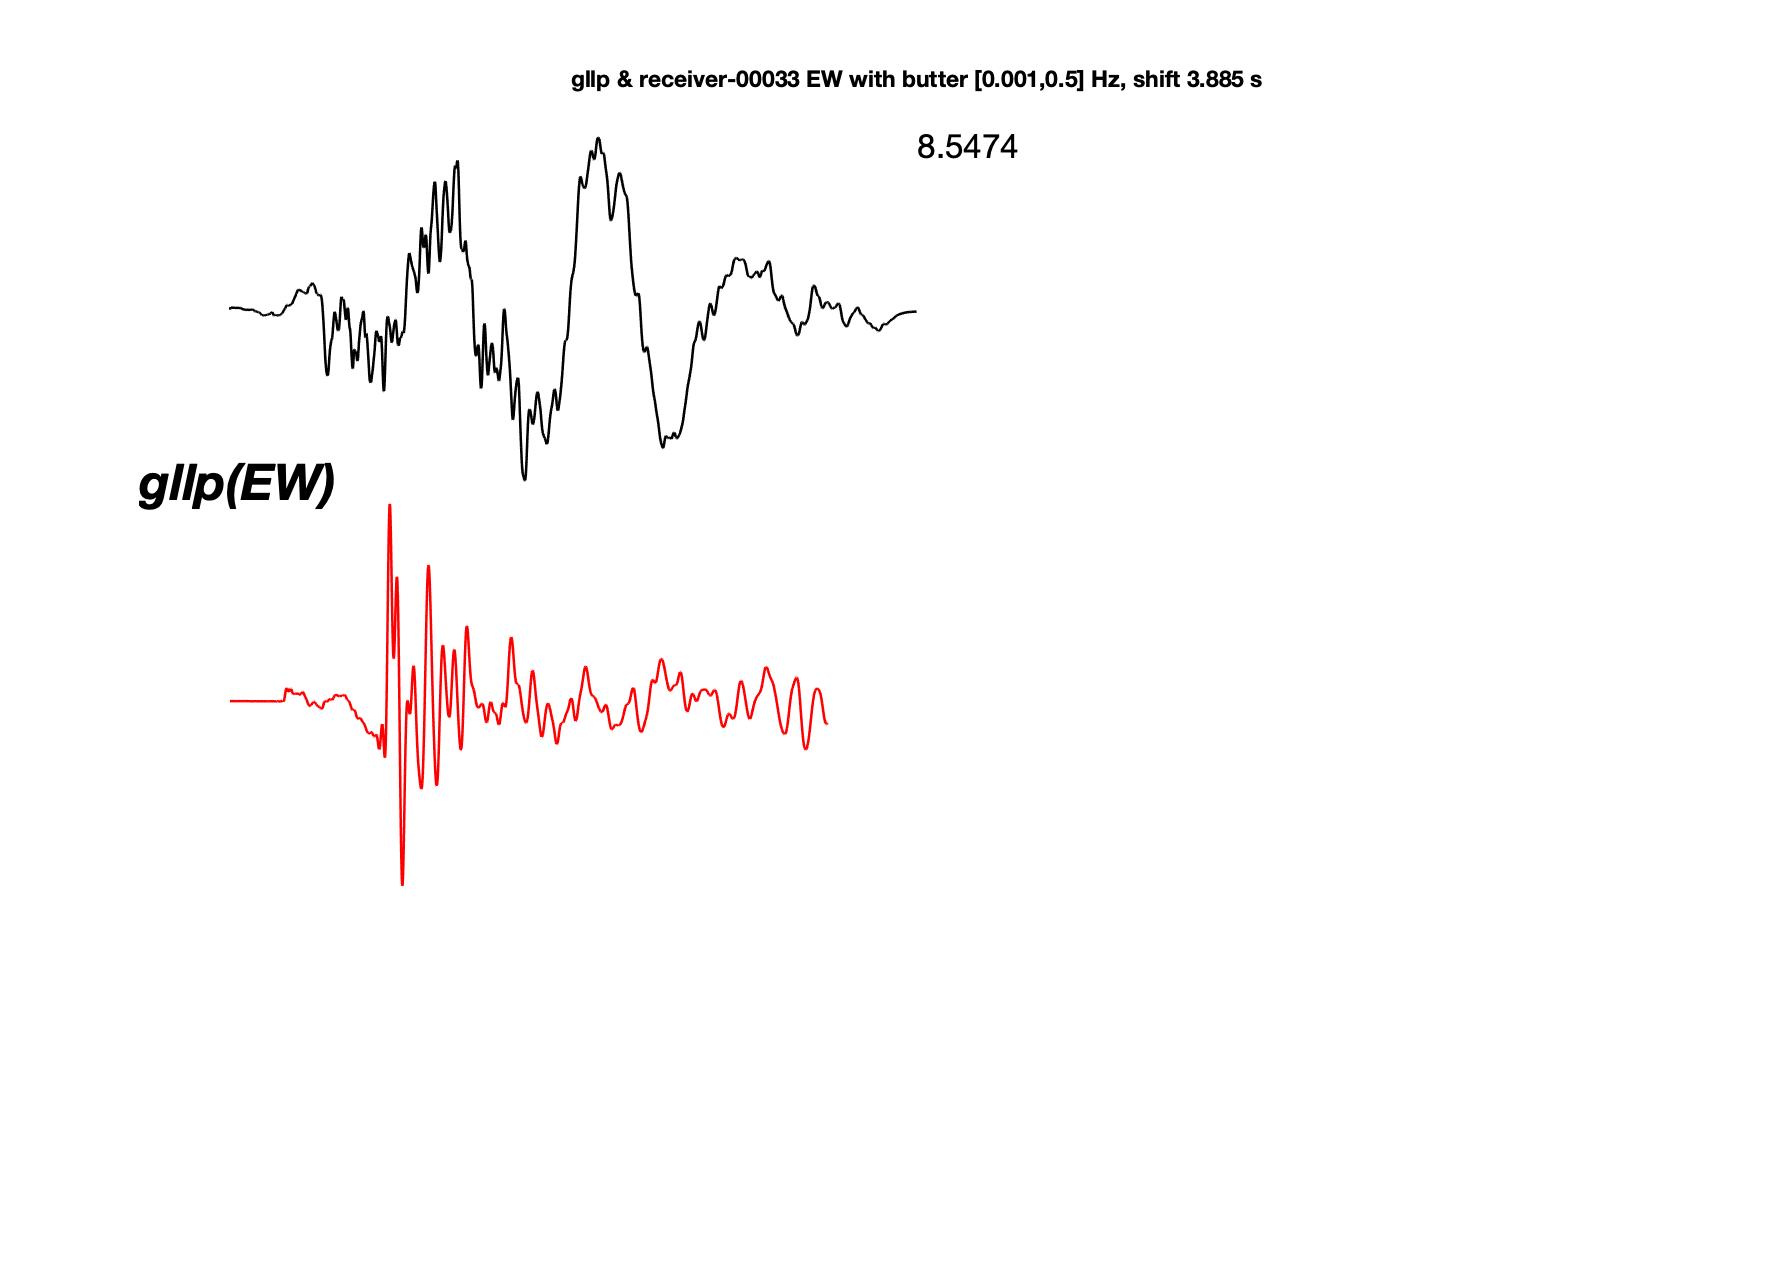 gllp & receiver-00033 EW with butter [0.001,0.5] Hz, shift 3.885 s
8.5474
gllp(EW)